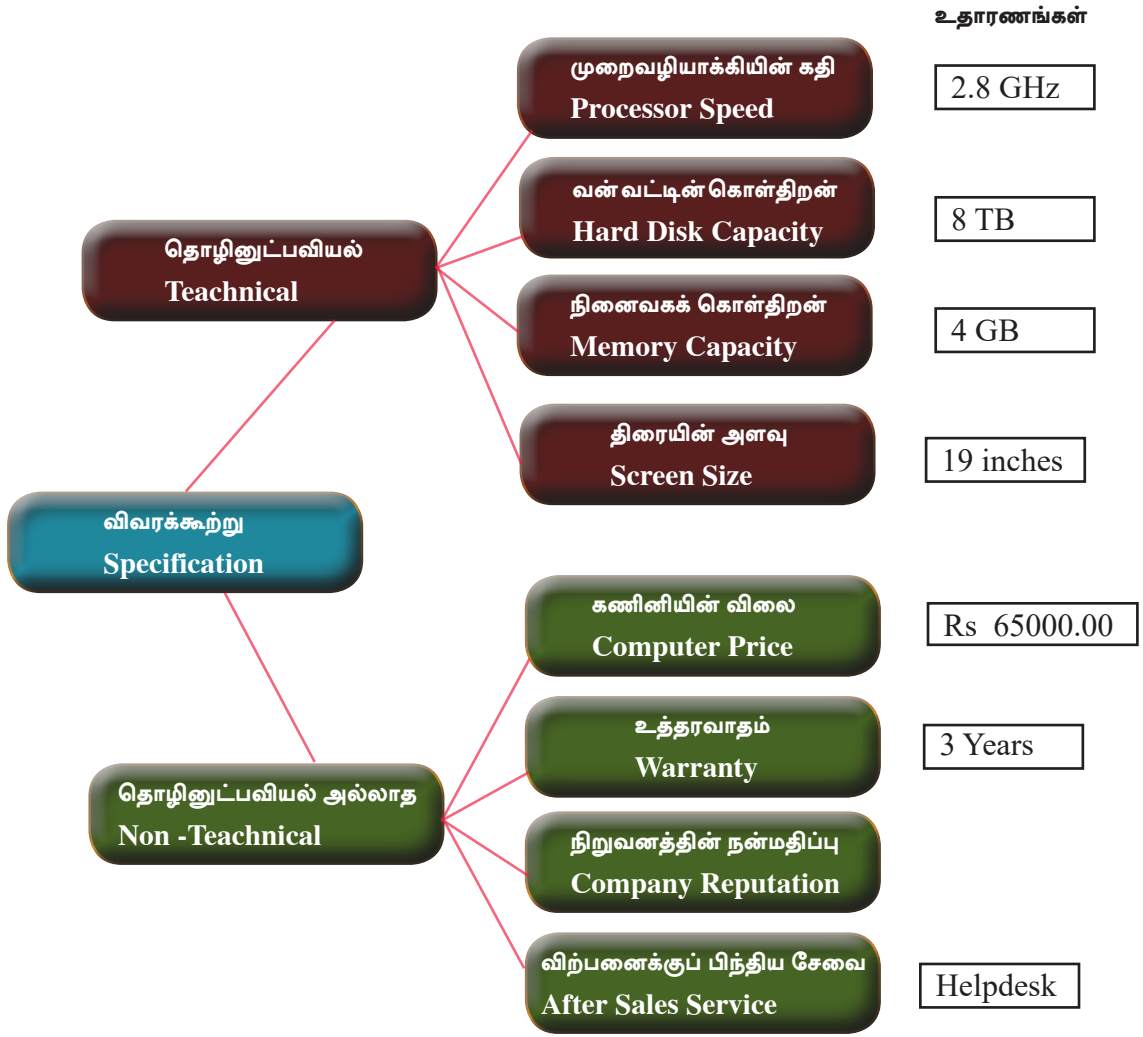 உதாரணங்கள்
முறைவழியாக்கியின் கதி
Processor Speed
2.8 GHz
வன்வட்டின் கொள்திறன்
Hard Disk Capacity
8 TB
தொழினுட்பவியல்
Teachnical
நினைவகக் கொள்திறன்
Memory Capacity
4 GB
திரையின் அளவு
Screen Size
19 inches
விவரக்கூற்று
Specification
கணினியின் விலை
Computer Price
Rs 65000.00
உத்தரவாதம்
Warranty
3 Years
தொழினுட்பவியல் அல்லாத
Non -Teachnical
நிறுவனத்தின் நன்மதிப்பு
Company Reputation
விற்பனைக்குப் பிந்திய சேவை
After Sales Service
Helpdesk